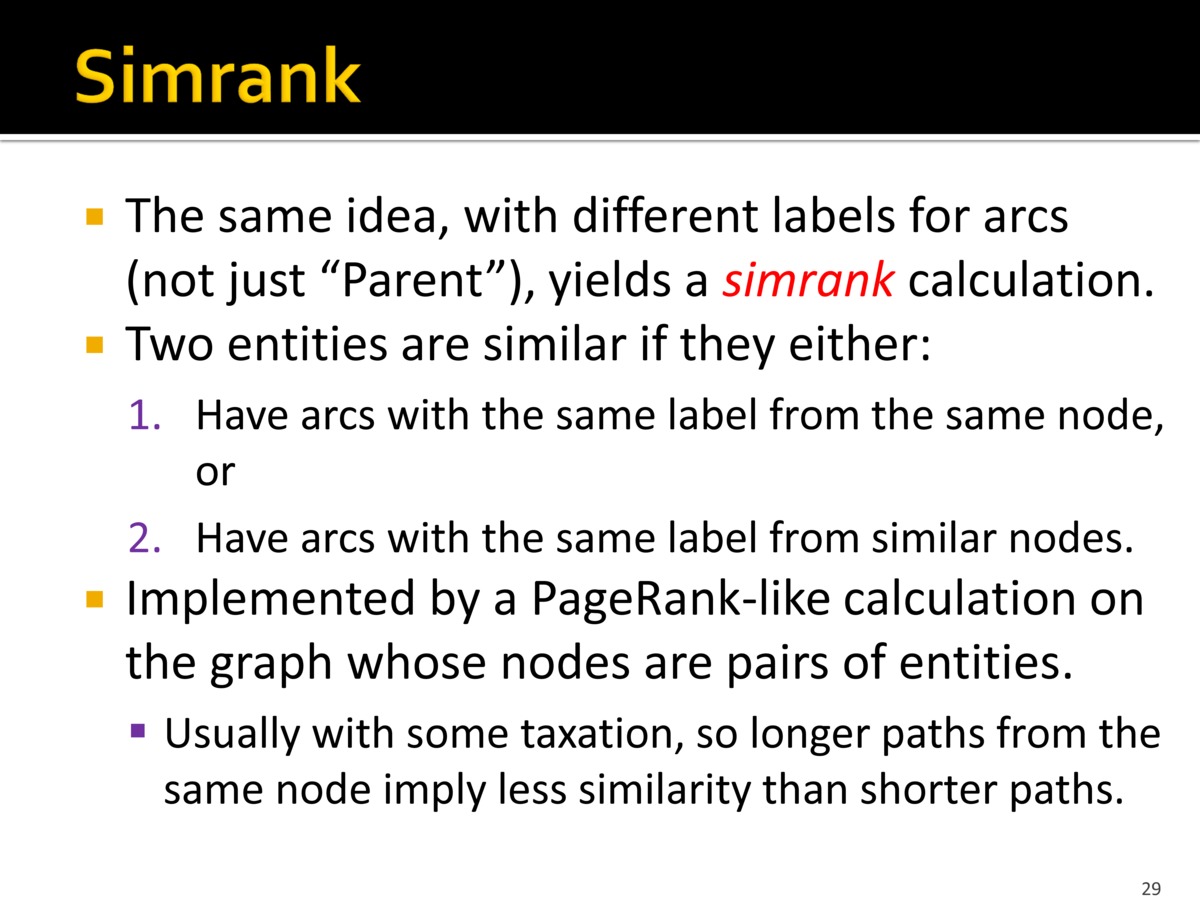 Simrank
▪ The same idea, with different labels for arcs
(not just “Parent”), yields a simrank calculation.
▪ Two entities are similar if they either:
1. Have arcs with the same label from the same node,
or
2. Have arcs with the same label from similar nodes.
▪ Implemented by a PageRank-like calculation on
the graph whose nodes are pairs of entities.
▪ Usually with some taxation, so longer paths from the
same node imply less similarity than shorter paths.
29